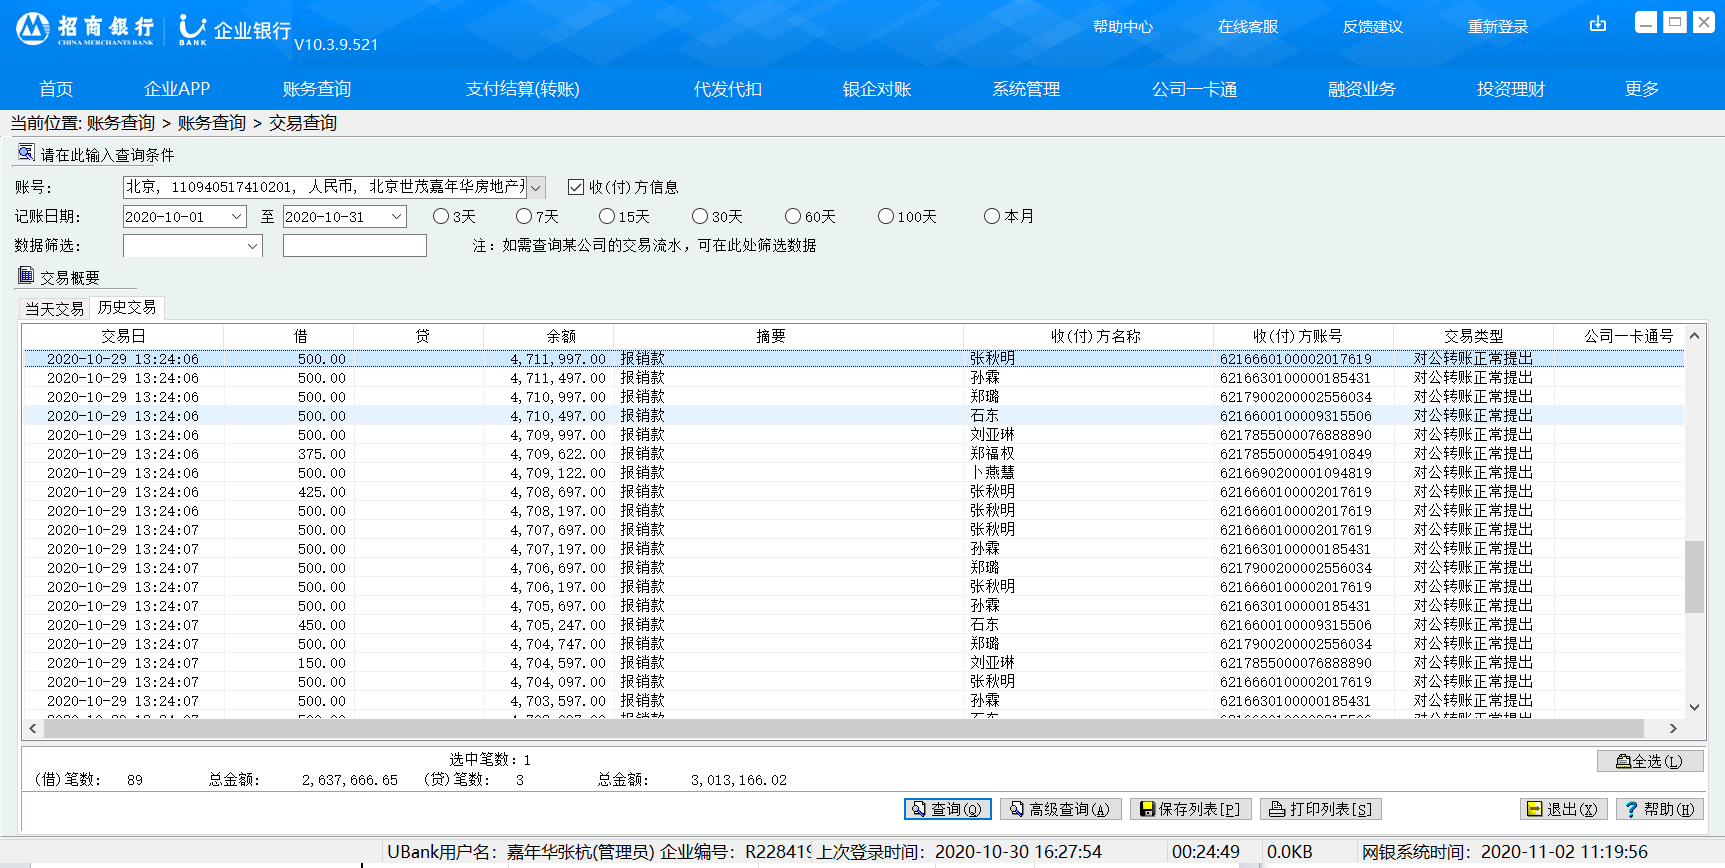 招商银行 企业银行 V10.3.9.521 帮助中心 在线客服 反馈建议 重新登录
CHINA MERCHANTS BANK BANK
首页 企业APP 账务查询 支付结算(转账) 代发代扣 银企对账 系统管理 公司一卡通 融资业务 投资理财 更多
当前位置: 账务查询 > 账务查询 > 交易查询
请在此输入查询条件
账号: 北京, 110940517410201, 人民币, 北京世茂嘉年华房地产 收(付)方信息
记账日期: 2020-10-01 至 2020-10-31 3天 7天 15天 30天 60天 100天 本月
数据筛选: 注：如需查询某公司的交易流水，可在此处筛选数据
交易概要
当天交易 历史交易
交易日 借 贷 余额 摘要 收(付)方名称 收(付)方账号 交易类型 公司一卡通号
2020-10-29 13:24:06 500.00 4,711,997.00 报销款 张秋明 6216660100002017619 对公转账正常提出
2020-10-29 13:24:06 500.00 4,711,497.00 报销款 孙霖 6216630100000185431 对公转账正常提出
2020-10-29 13:24:06 500.00 4,710,997.00 报销款 郑璐 6217900200002556034 对公转账正常提出
2020-10-29 13:24:06 500.00 4,710,497.00 报销款 石东 6216600100009315506 对公转账正常提出
2020-10-29 13:24:06 500.00 4,709,997.00 报销款 刘亚琳 6217855000076888890 对公转账正常提出
2020-10-29 13:24:06 375.00 4,709,622.00 报销款 郑福权 6217855000054910849 对公转账正常提出
2020-10-29 13:24:06 500.00 4,709,122.00 报销款 卜燕慧 6216690200001094819 对公转账正常提出
2020-10-29 13:24:06 425.00 4,708,697.00 报销款 张秋明 6216660100002017619 对公转账正常提出
2020-10-29 13:24:06 500.00 4,708,197.00 报销款 张秋明 6216660100002017619 对公转账正常提出
2020-10-29 13:24:07 500.00 4,707,697.00 报销款 张秋明 6216660100002017619 对公转账正常提出
2020-10-29 13:24:07 500.00 4,707,197.00 报销款 孙霖 6216630100000185431 对公转账正常提出
2020-10-29 13:24:07 500.00 4,706,697.00 报销款 郑璐 6217900200002556034 对公转账正常提出
2020-10-29 13:24:07 500.00 4,706,197.00 报销款 张秋明 6216660100002017619 对公转账正常提出
2020-10-29 13:24:07 500.00 4,705,697.00 报销款 孙霖 6216630100000185431 对公转账正常提出
2020-10-29 13:24:07 450.00 4,705,247.00 报销款 石东 6216600100009315506 对公转账正常提出
2020-10-29 13:24:07 500.00 4,704,747.00 报销款 郑璐 6217900200002556034 对公转账正常提出
2020-10-29 13:24:07 150.00 4,704,597.00 报销款 刘亚琳 6217855000076888890 对公转账正常提出
2020-10-29 13:24:07 500.00 4,704,097.00 报销款 张秋明 6216660100002017619 对公转账正常提出
2020-10-29 13:24:07 500.00 4,703,597.00 报销款 孙霖 6216630100000185431 对公转账正常提出
选中笔数: 1 全选(L)
(借)笔数: 89 总金额: 2,637,666.65 (贷)笔数: 3 总金额: 3,013,166.02
查询(Q) 高级查询(A) 保存列表[P] 打印列表[S] 退出(X) 帮助(H)
UBank用户名：嘉年华张杭(管理员) 企业编号：R228419 上次登录时间：2020-10-30 16:27:54 00:24:49 0.0KB 网银系统时间：2020-11-02 11:19:56